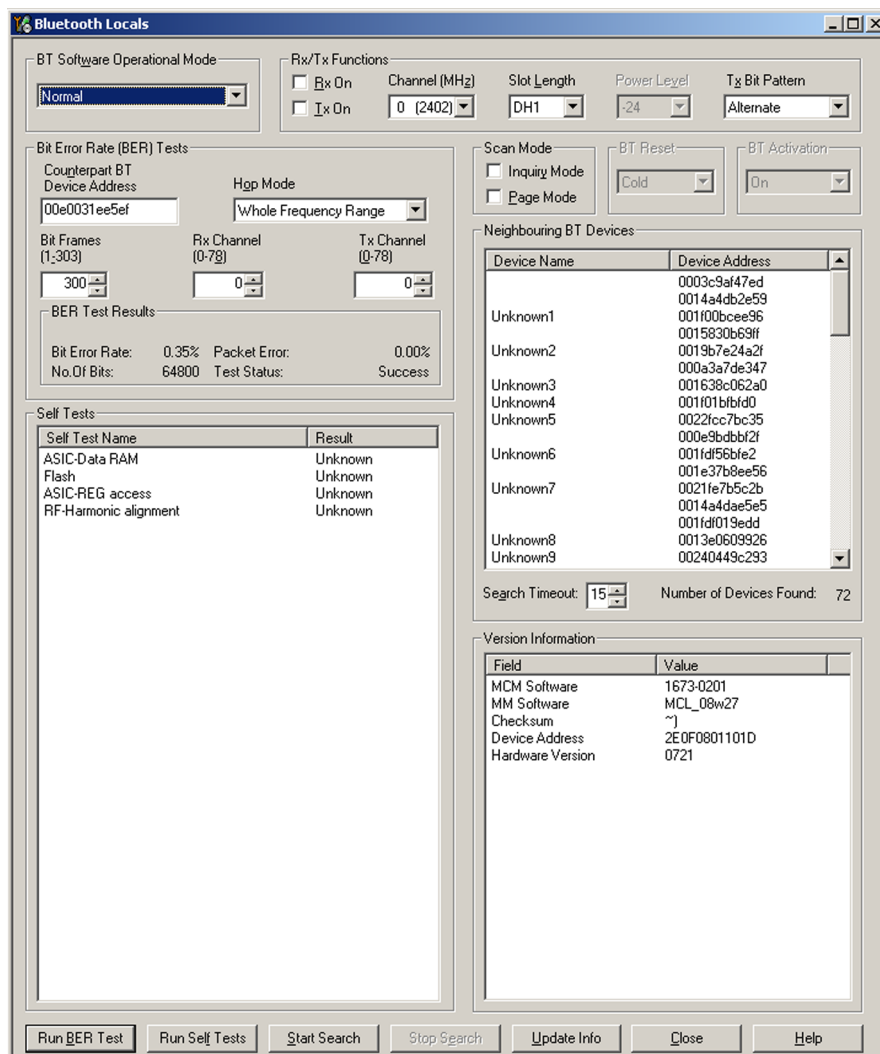 Bluetooth Locals
BT Software Operational Mode
Normal
Rx/Tx Functions
Rx On
Tx On
Channel (MHz)
0 (2402)
Slot Length
DH1
Power Level
-24
Tx Bit Pattern
Alternate
Bit Error Rate (BER) Tests
Counterpart BT
Device Address
00e0031ee5ef
Hop Mode
Whole Frequency Range
Bit Frames
(1-303)
300
Rx Channel
(0-78)
0
Tx Channel
(0-78)
0
BER Test Results
Bit Error Rate: 0.35% Packet Error: 0.00%
No.Of Bits: 64800 Test Status: Success
Scan Mode
Inquiry Mode
Page Mode
BT Reset
Cold
BT Activation
On
Neighbouring BT Devices
Device Name Device Address
0003c9af47ed
0014a4db2e59
Unknown1 001f00bcee96
0015830b69ff
Unknown2 0019b7e24a2f
000a3a7de347
Unknown3 001638c062a0
Unknown4 001f01bfbfd0
Unknown5 0022fcc7bc35
000e9bdbbf2f
Unknown6 001fdf56bfe2
001e37b8ee56
Unknown7 0021fe7b5c2b
0014a4dae5e5
001fdf019edd
Unknown8 0013e0609926
Unknown9 00240449c293
Search Timeout: 15 Number of Devices Found: 72
Self Tests
Self Test Name Result
ASIC-Data RAM Unknown
Flash Unknown
ASIC-REG access Unknown
RF-Harmonic alignment Unknown
Version Information
Field Value
MCM Software 1673-0201
MM Software MCL_08w27
Checksum ~)
Device Address 2E0F0801101D
Hardware Version 0721
Run BER Test
Run Self Tests
Start Search
Stop Search
Update Info
Close
Help